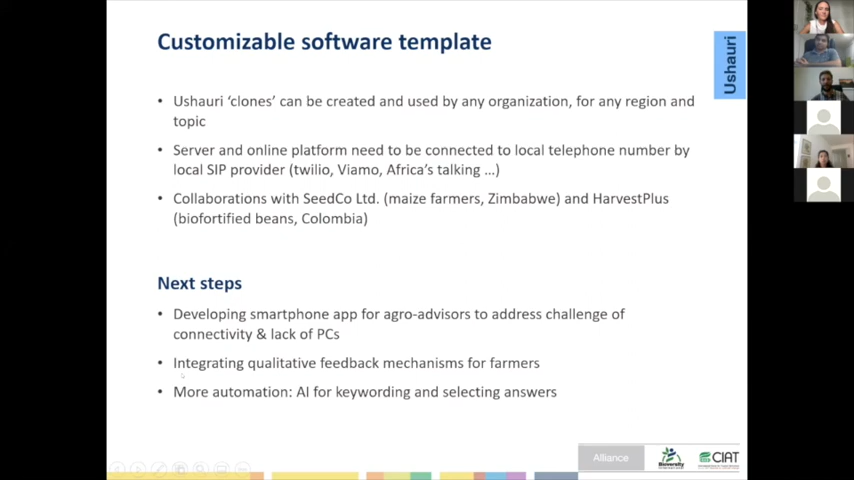 Customizable software template
Ushauri
• Ushauri ‘clones’ can be created and used by any organization, for any region and
topic
• Server and online platform need to be connected to local telephone number by
local SIP provider (twilio, Viamo, Africa’s talking …)
• Collaborations with SeedCo Ltd. (maize farmers, Zimbabwe) and HarvestPlus
(biofortified beans, Colombia)
Next steps
• Developing smartphone app for agro-advisors to address challenge of
connectivity & lack of PCs
• Integrating qualitative feedback mechanisms for farmers
• More automation: AI for keywording and selecting answers
Alliance
Bioversity
CIAT